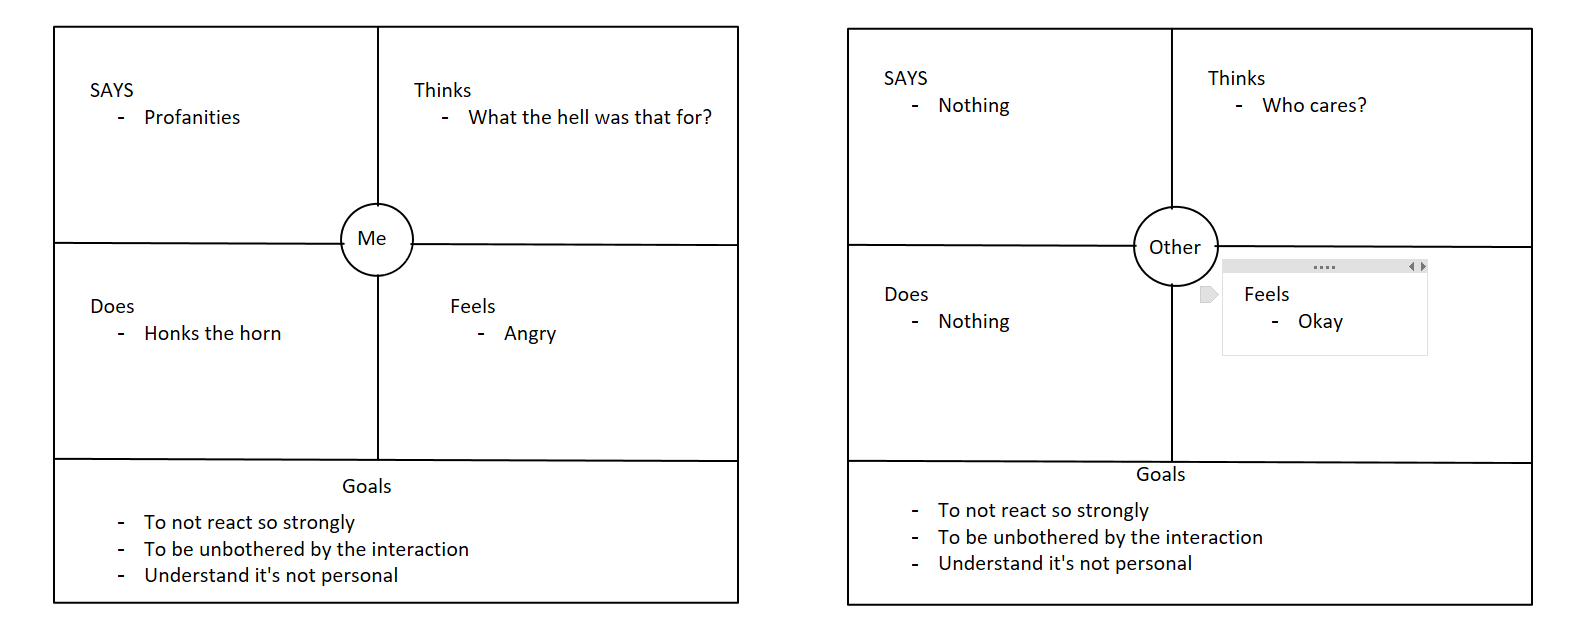 SAYS
- Profanities
Thinks
- What the hell was that for?
Me
Does
- Honks the horn
Feels
- Angry
Goals
- To not react so strongly
- To be unbothered by the interaction
- Understand it's not personal
SAYS
- Nothing
Thinks
- Who cares?
Other
Does
- Nothing
Feels
- Okay
Goals
- To not react so strongly
- To be unbothered by the interaction
- Understand it's not personal